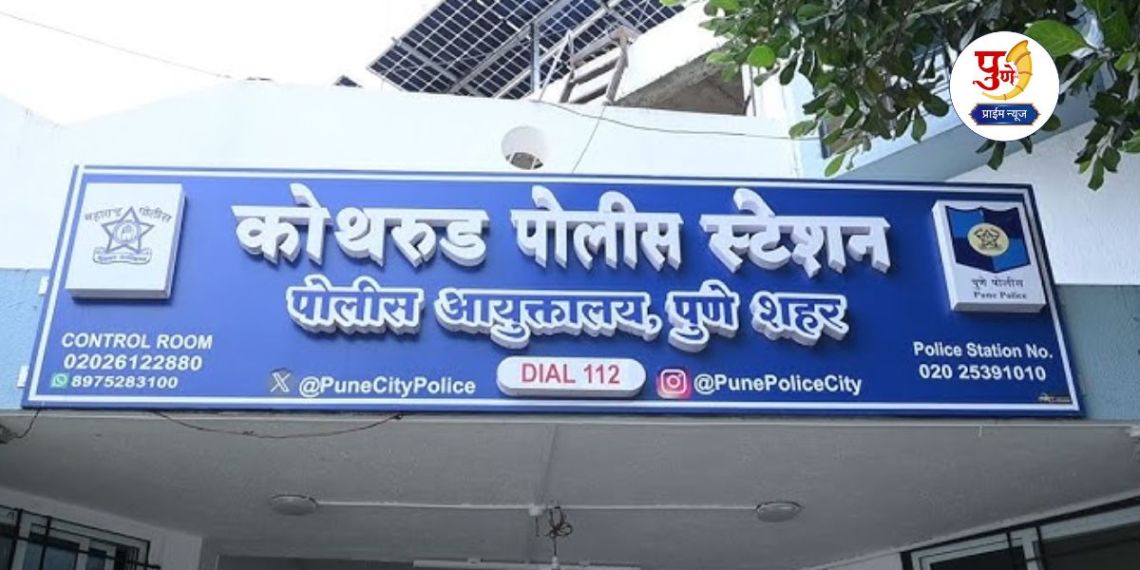 पुणे
प्राईम न्यूज
महाराष्ट्र पोलीस
कोथरुड पोलीस स्टेशन
पोलीस आयुक्तालय, पुणे शहर
पुणे पोलीस
Pune Police
CONTROL ROOM
02026122880
8975283100
@PuneCityPolice
DIAL 112
@PunePoliceCity
Police Station No.
020 25391010